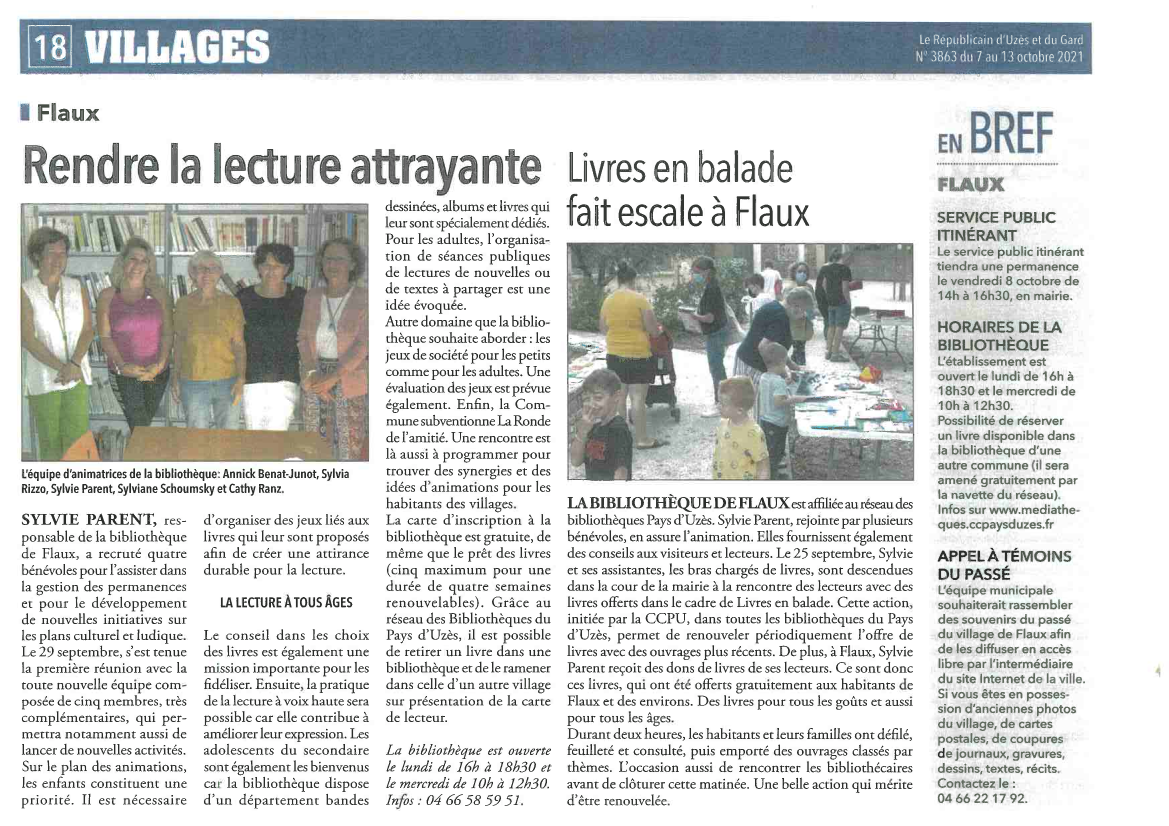 18 VILLAGES
Le Républicain d'Uzès et du Gard
N° 3863 du 7 au 13 octobre 2021
Flaux
Rendre la lecture attrayante
L'équipe d'animatrices de la bibliothèque: Annick Benat-Junot, Sylvia
Rizzo, Sylvie Parent, Sylviane Schoumsky et Cathy Ranz.
SYLVIE PARENT, res-
ponsable de la bibliothèque
de Flaux, a recruté quatre
bénévoles pour l'assister dans
la gestion des permanences
et pour le développement
de nouvelles initiatives sur
les plans culturel et ludique.
Le 29 septembre, s'est tenue
la première réunion avec la
toute nouvelle équipe com-
posée de cinq membres, très
complémentaires, qui per-
mettra notamment aussi de
lancer de nouvelles activités.
Sur le plan des animations,
les enfants constituent une
priorité. Il est nécessaire
d'organiser des jeux liés aux
livres qui leur sont proposés
afin de créer une attirance
durable pour la lecture.
LA LECTURE À TOUS ÂGES
Le conseil dans les choix
des livres est également une
mission importante pour les
fidéliser. Ensuite, la pratique
de la lecture à voix haute sera
possible car elle contribue à
améliorer leur expression. Les
adolescents du secondaire
sont également les bienvenus
car la bibliothèque dispose
d'un département bandes
dessinées, albums et livres qui
leur sont spécialement dédiés.
Pour les adultes, l'organisa-
tion de séances publiques
de lectures de nouvelles ou
de textes à partager est une
idée évoquée.
Autre domaine que la biblio-
thèque souhaite aborder : les
jeux de société pour les petits
comme pour les adultes. Une
évaluation des jeux est prévue
également. Enfin, la Com-
mune subventionne La Ronde
de l'amitié. Une rencontre est
là aussi à programmer pour
trouver des synergies et des
idées d'animations pour les
habitants des villages.
La carte d'inscription à la
bibliothèque est gratuite, de
même que le prêt des livres
(cinq maximum pour une
durée de quatre semaines
renouvelables). Grâce au
réseau des Bibliothèques du
Pays d'Uzès, il est possible
de retirer un livre dans une
bibliothèque et de le ramener
dans celle d'un autre village
sur présentation de la carte
de lecteur.
La bibliothèque est ouverte
le lundi de 16h à 18h30 et
le mercredi de 10h à 12h30.
Infos : 04 66 58 59 51.
Livres en balade
fait escale à Flaux
LA BIBLIOTHÈQUE DE FLAUX est affiliée au réseau des
bibliothèques Pays d'Uzès. Sylvie Parent, rejointe par plusieurs
bénévoles, en assure l'animation. Elles fournissent également
des conseils aux visiteurs et lecteurs. Le 25 septembre, Sylvie
et ses assistantes, les bras chargés de livres, sont descendues
dans la cour de la mairie à la rencontre des lecteurs avec des
livres offerts dans le cadre de Livres en balade. Cette action,
initiée par la CCPU, dans toutes les bibliothèques du Pays
d'Uzès, permet de renouveler périodiquement l'offre de
livres avec des ouvrages plus récents. De plus, à Flaux, Sylvie
Parent reçoit des dons de livres de ses lecteurs. Ce sont donc
ces livres, qui ont été offerts gratuitement aux habitants de
Flaux et des environs. Des livres pour tous les goûts et aussi
pour tous les âges.
Durant deux heures, les habitants et leurs familles ont défilé,
feuilleté et consulté, puis emporté des ouvrages classés par
thèmes. L'occasion aussi de rencontrer les bibliothécaires
avant de clôturer cette matinée. Une belle action qui mérite
d'être renouvelée.
EN BREF
FLAUX
SERVICE PUBLIC
ITINÉRANT
Le service public itinérant
tiendra une permanence
le vendredi 8 octobre de
14h à 16h30, en mairie.
HORAIRES DE LA
BIBLIOTHÈQUE
L'établissement est
ouvert le lundi de 16h à
18h30 et le mercredi de
10h à 12h30.
Possibilité de réserver
un livre disponible dans
la bibliothèque d'une
autre commune (il sera
amené gratuitement par
la navette du réseau).
Infos sur www.mediathe-
ques.ccpaysduzes.fr
APPEL À TÉMOINS
DU PASSÉ
L'équipe municipale
souhaiterait rassembler
des souvenirs du passé
du village de Flaux afin
de les diffuser en accès
libre par l'intermédiaire
du site Internet de la ville.
Si vous êtes en posses-
sion d'anciennes photos
du village, de cartes
postales, de coupures
de journaux, gravures,
dessins, textes, récits.
Contactez le :
04 66 22 17 92.